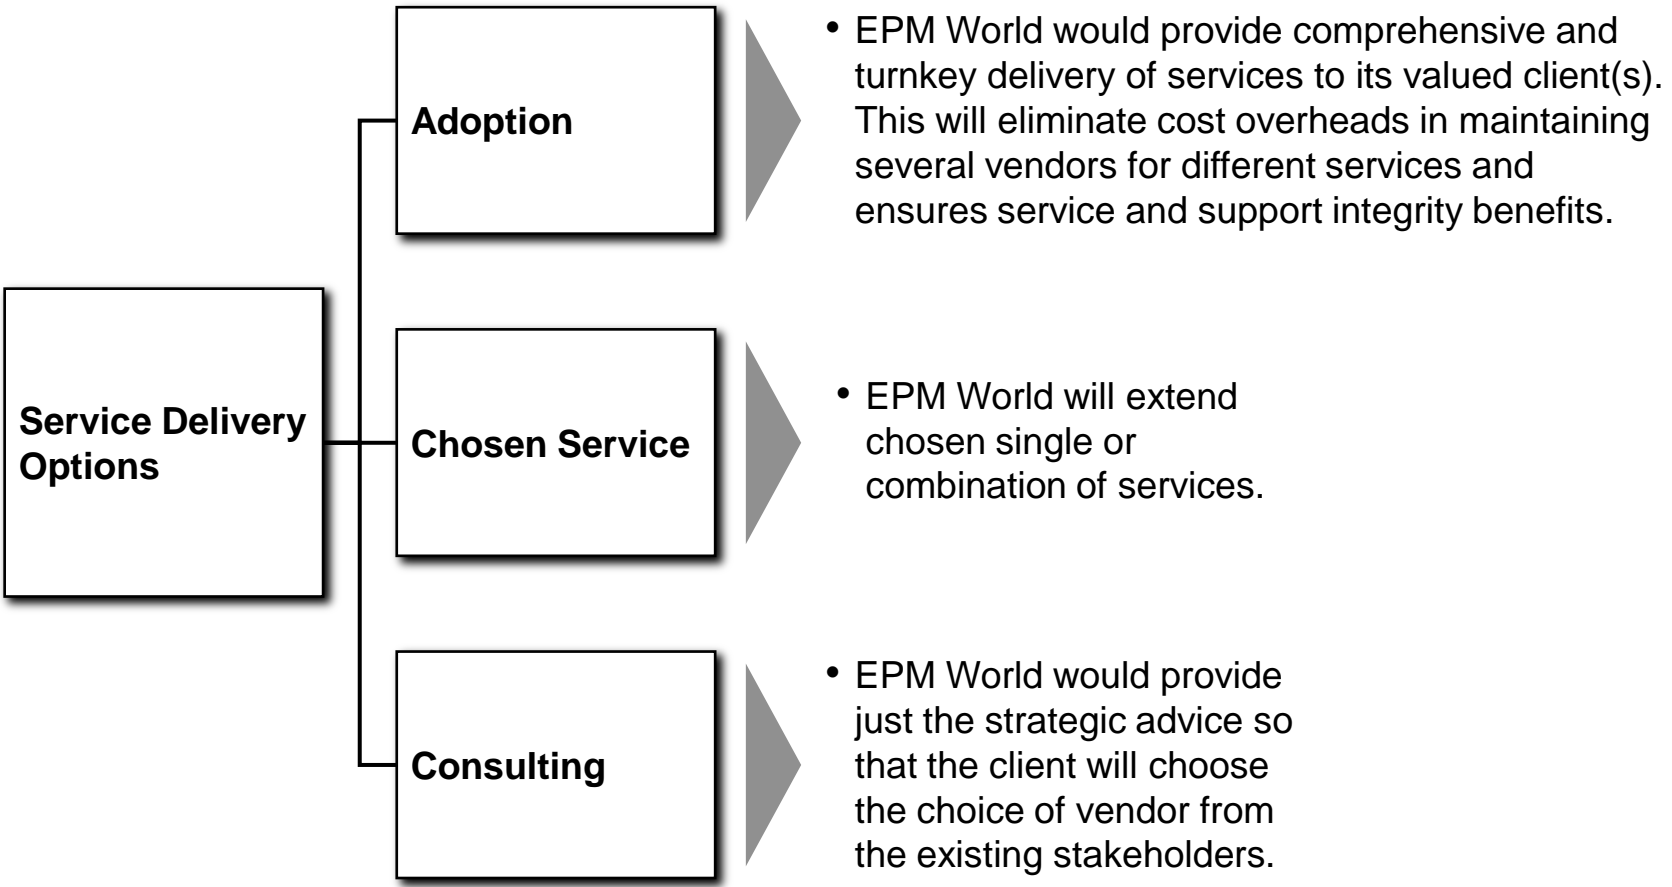 Service Delivery
Options
Adoption
• EPM World would provide comprehensive and
turnkey delivery of services to its valued client(s).
This will eliminate cost overheads in maintaining
several vendors for different services and
ensures service and support integrity benefits.
Chosen Service
• EPM World will extend
chosen single or
combination of services.
Consulting
• EPM World would provide
just the strategic advice so
that the client will choose
the choice of vendor from
the existing stakeholders.